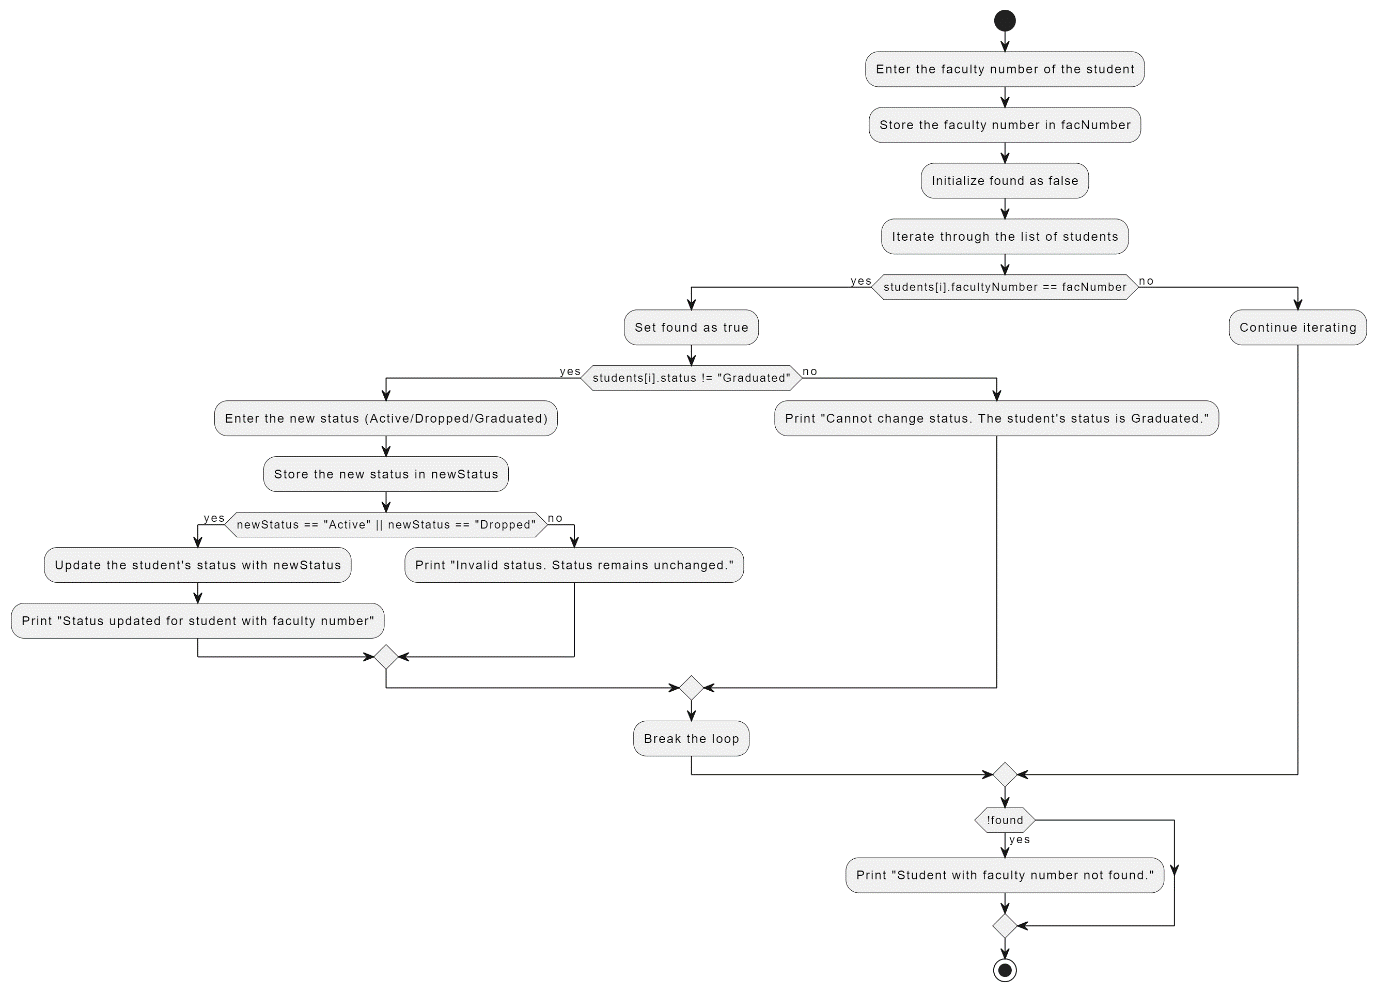 Enter the faculty number of the student
Store the faculty number in facNumber
Initialize found as false
Iterate through the list of students
yes
students[i].facultyNumber == facNumber
no
Set found as true
Continue iterating
yes
students[i].status != "Graduated"
no
Enter the new status (Active/Dropped/Graduated)
Print "Cannot change status. The student's status is Graduated."
Store the new status in newStatus
yes
newStatus == "Active" || newStatus == "Dropped"
no
Update the student's status with newStatus
Print "Invalid status. Status remains unchanged."
Print "Status updated for student with faculty number"
Break the loop
!found
yes
Print "Student with faculty number not found."